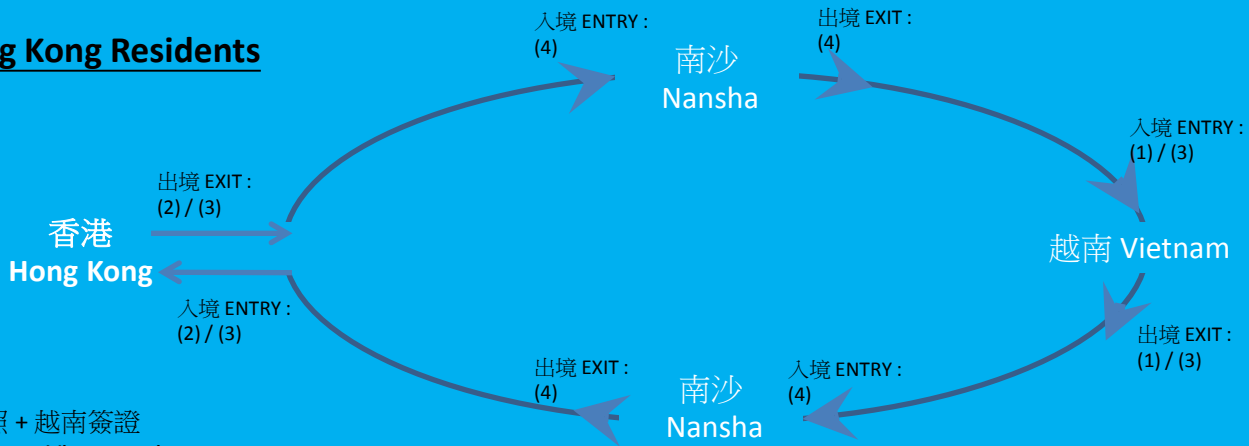 Kong Residents
入境 ENTRY :
(4)
出境 EXIT :
(4)
南沙
Nansha
入境 ENTRY :
(1) / (3)
出境 EXIT :
(2) / (3)
香港
Hong Kong
越南 Vietnam
入境 ENTRY :
(2) / (3)
出境 EXIT :
(1) / (3)
出境 EXIT :
(4)
南沙
Nansha
入境 ENTRY :
(4)
+ 越南簽證